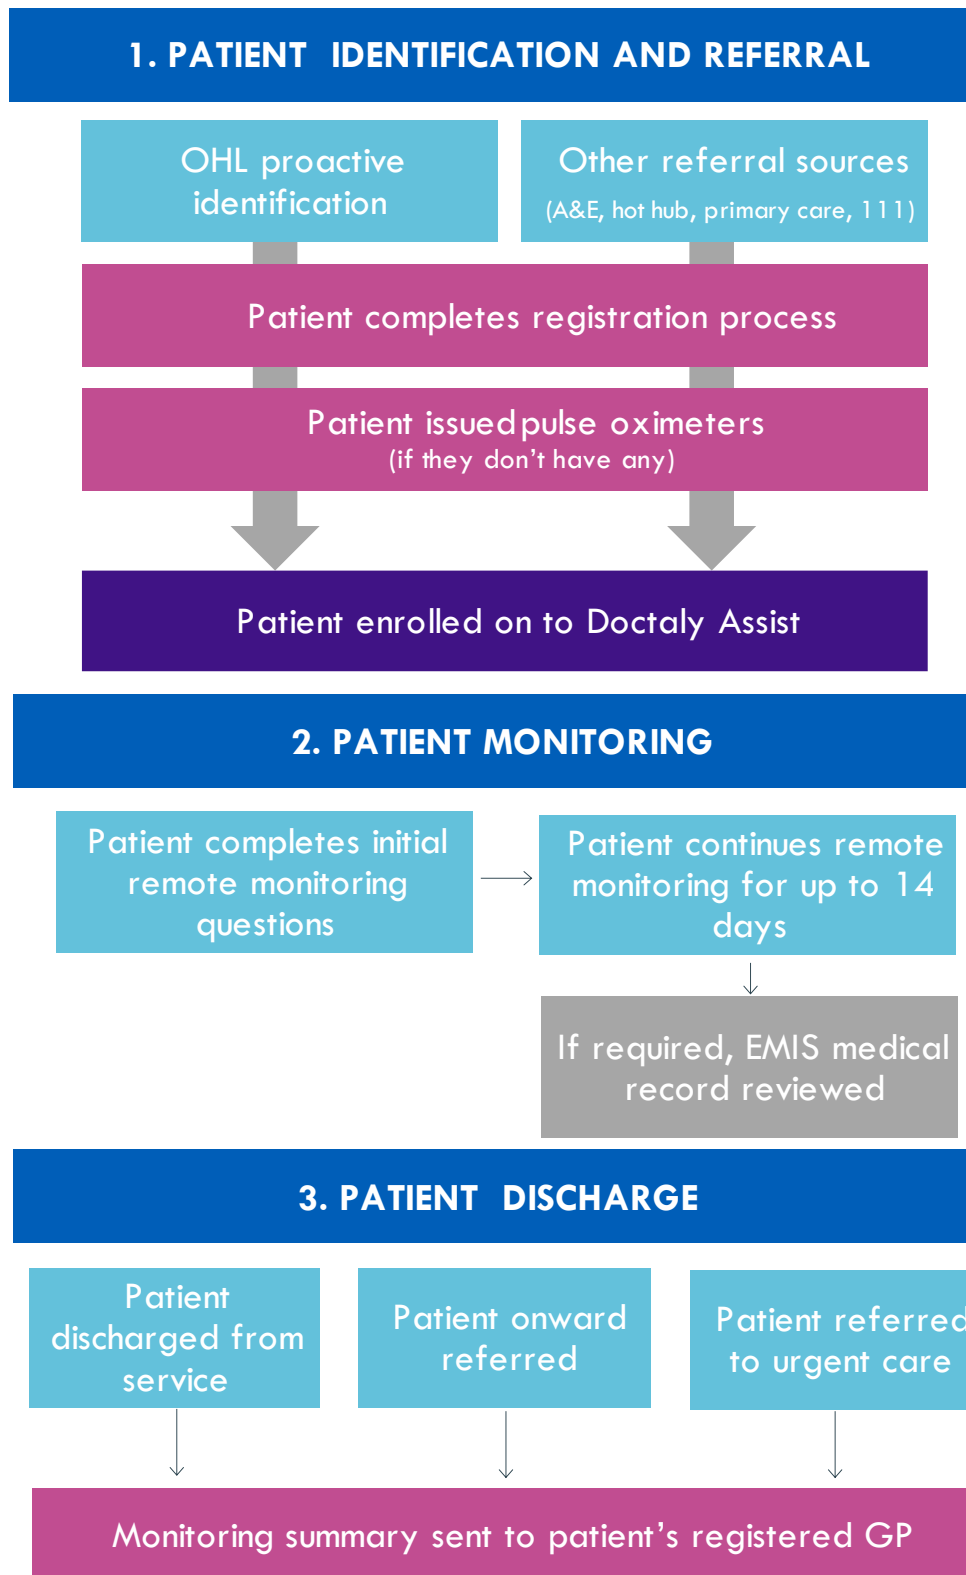 1. PATIENT IDENTIFICATION AND REFERRAL
OHL proactive
identification
Other referral sources
(A&E, hot hub, primary care, 111)
Patient completes registration process
Patient issued pulse oximeters
(if they don't have any)
Patient enrolled on to Doctaly Assist
2. PATIENT MONITORING
Patient completes initial
remote monitoring
questions
Patient continues remote
monitoring for up to 14
days
If required, EMIS medical
record reviewed
3. PATIENT DISCHARGE
Patient
discharged from
service
Patient onward
referred
Patient referred
to urgent care
Monitoring summary sent to patient's registered GP